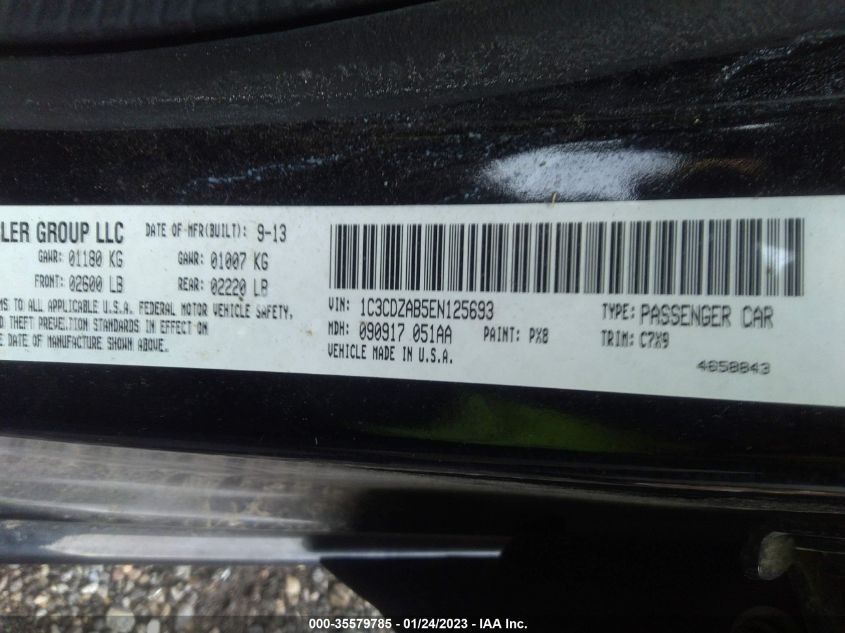 LER GROUP LLC DATE OF MFR(BUILT): 9-13
GAWR: 01180 KG GAWR: 01007 KG
FRONT: 02600 LB REAR: 02220 LB
MS TO ALL APPLICABLE U.S.A. FEDERAL MOTOR VEHICLE SAFETY,
D THEFT PREVENTION STANDARDS IN EFFECT ON
E DATE OF MANUFACTURE SHOWN ABOVE.
VIN: 1C3CDZAB5EN125693 TYPE: PASSENGER CAR
MDH: 090917 051AA PAINT: PX8 TRIM: C7X9
VEHICLE MADE IN U.S.A.
4658843
000-35579785 - 01/24/2023 - IAA Inc.